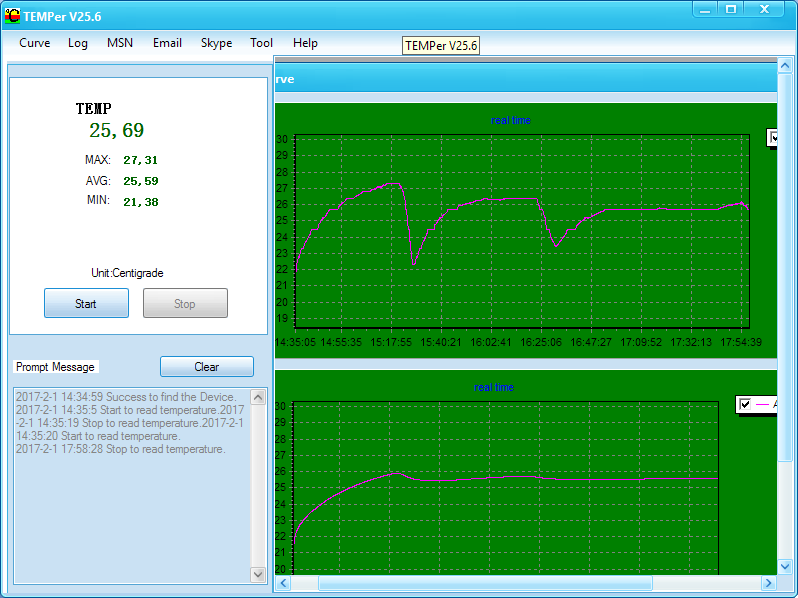 TEMPer V25.6
Curve Log MSN Email Skype Tool Help
TEMPer V25.6
rve
TEMP
25,69
MAX: 27,31
AVG: 25,59
MIN: 21,38
Unit:Centigrade
Start Stop
Prompt Message
Clear
2017-2-1 14:34:59 Success to find the Device.
2017-2-1 14:35:5 Start to read temperature.2017
-2-1 14:35:19 Stop to read temperature.2017-2-1
14:35:20 Start to read temperature.
2017-2-1 17:58:28 Stop to read temperature.
real time
30
29
28
27
26
25
24
23
22
21
20
19
14:35:05 14:55:35 15:17:55 15:40:21 16:02:41 16:25:06 16:47:27 17:09:52 17:32:13 17:54:39
real time
30
29
28
27
26
25
24
23
22
21
20
A